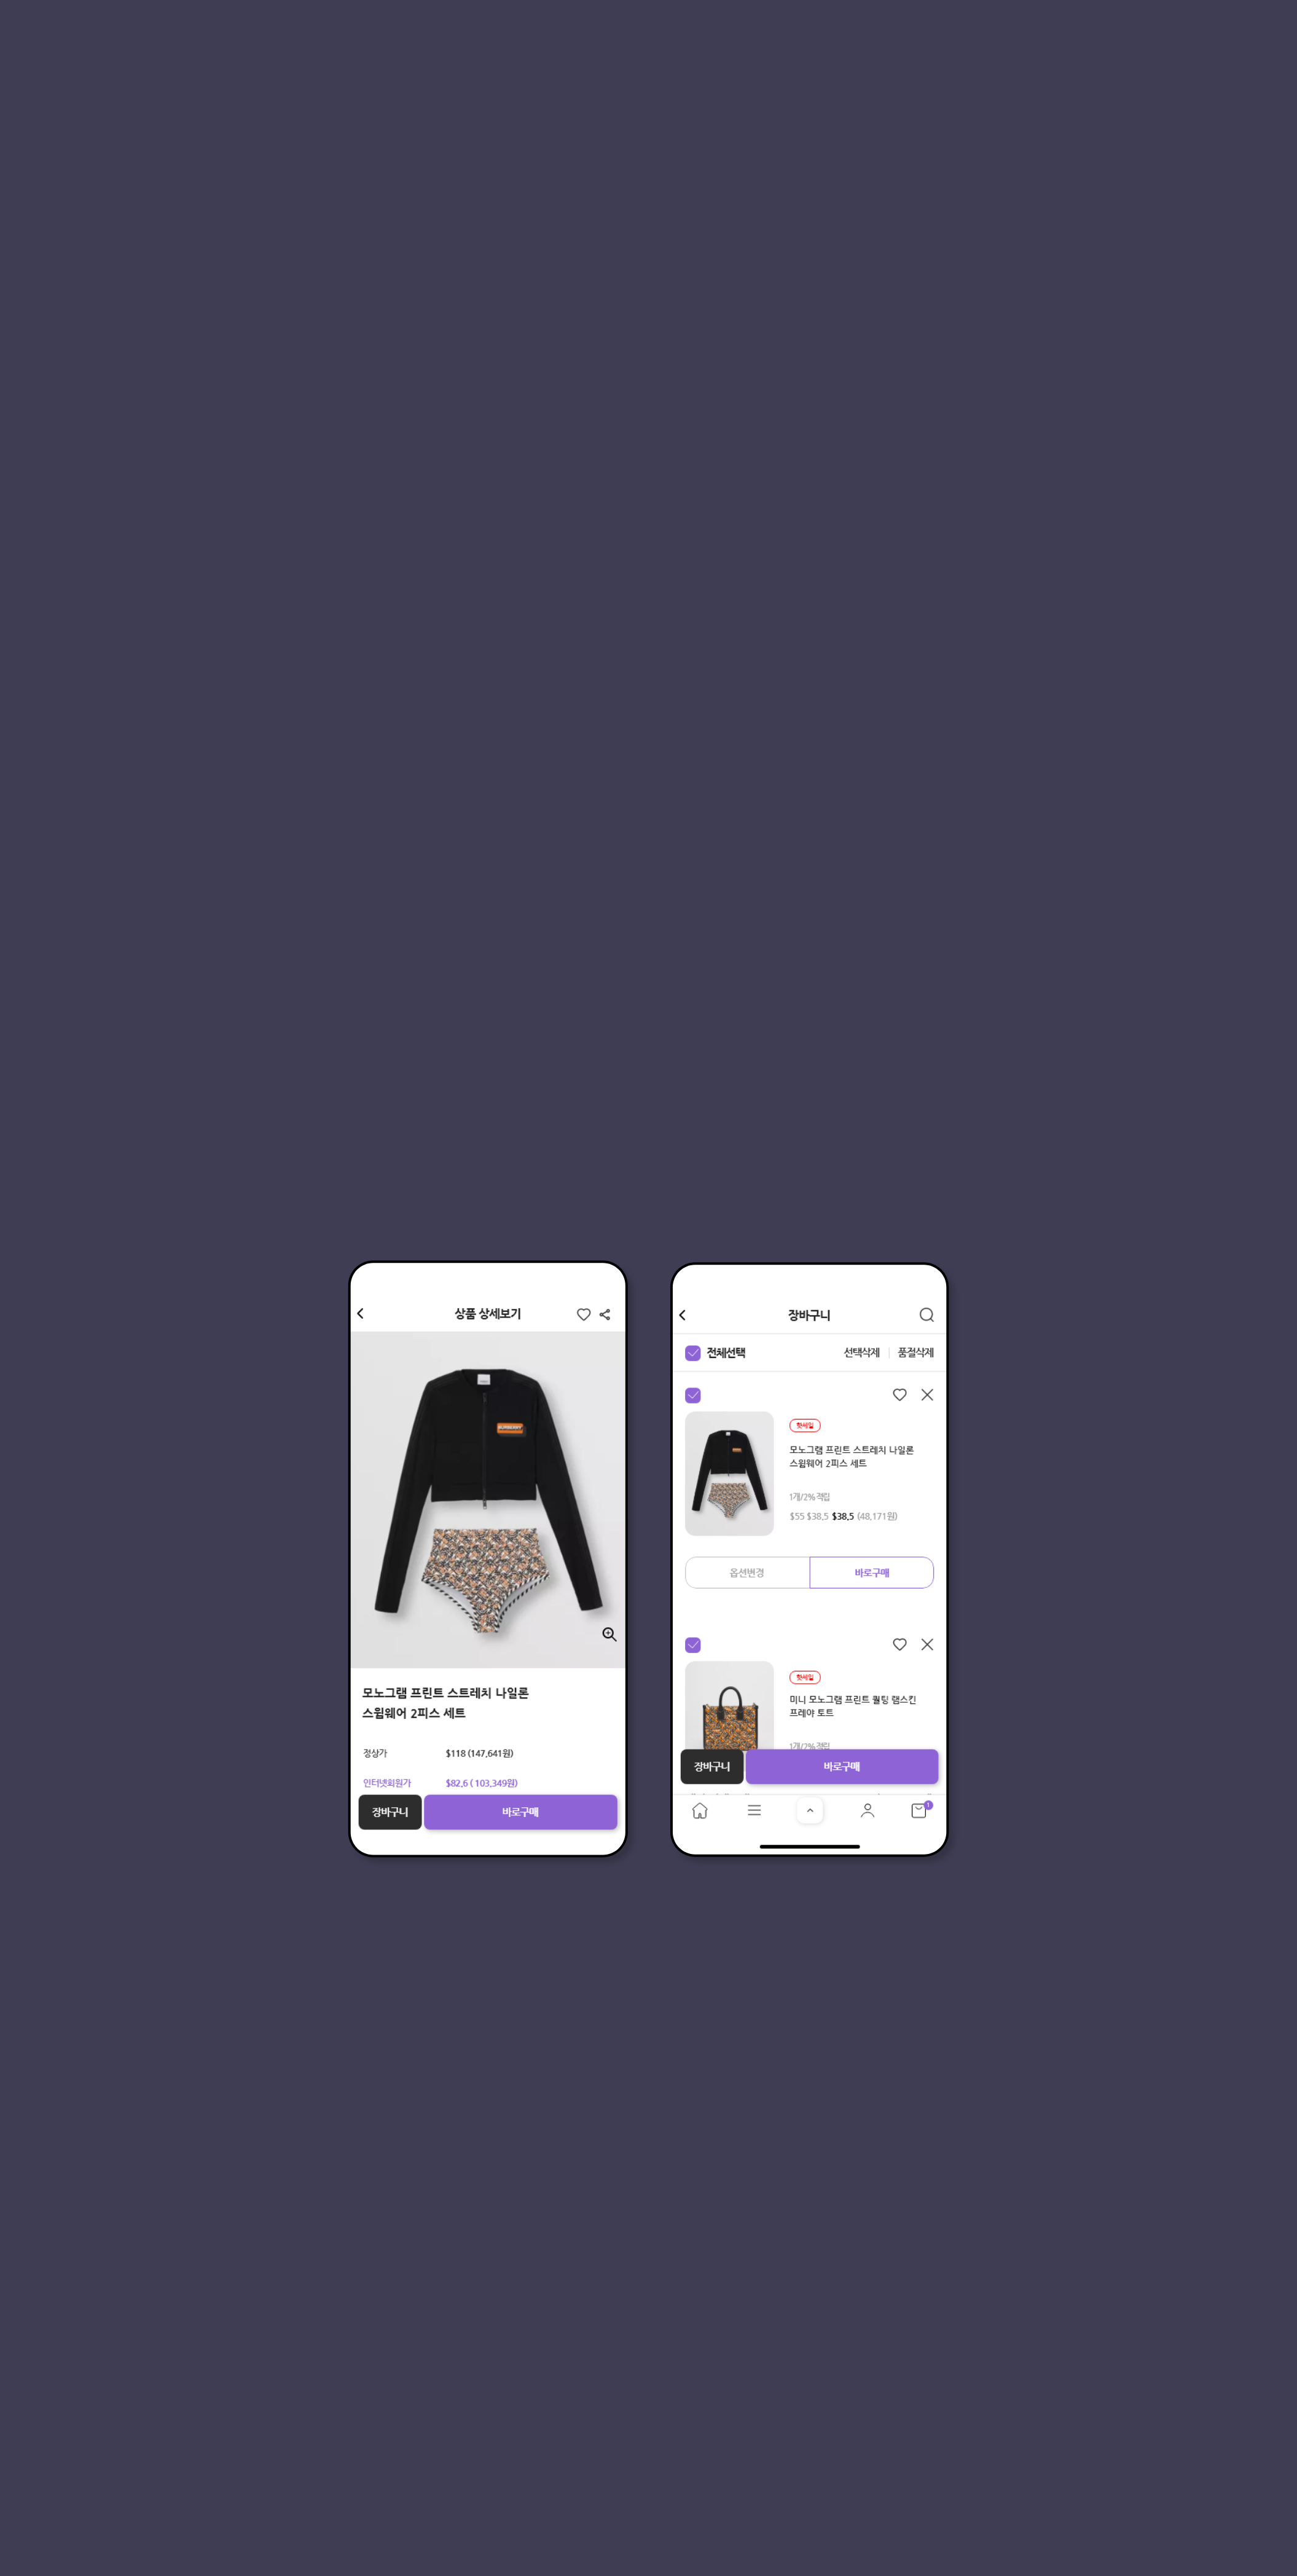 상품 상세보기
BURBERRY
모노그램 프린트 스트레치 나일론
스윔웨어 2피스 세트
정상가 $118 (147,641원)
인터넷회원가 $82,6 ( 103,349원)
장바구니 바로구매
장바구니
전체선택 선택삭제 품절삭제
핫세일
모노그램 프린트 스트레치 나일론
스윔웨어 2피스 세트
1개/2%적립
$55 $38,5 $38,5 (48,171원)
옵션변경 바로구매
핫세일
미니 모노그램 프린트 퀼팅 램스킨
프레야 토트
1개/2%적립
장바구니 바로구매
1